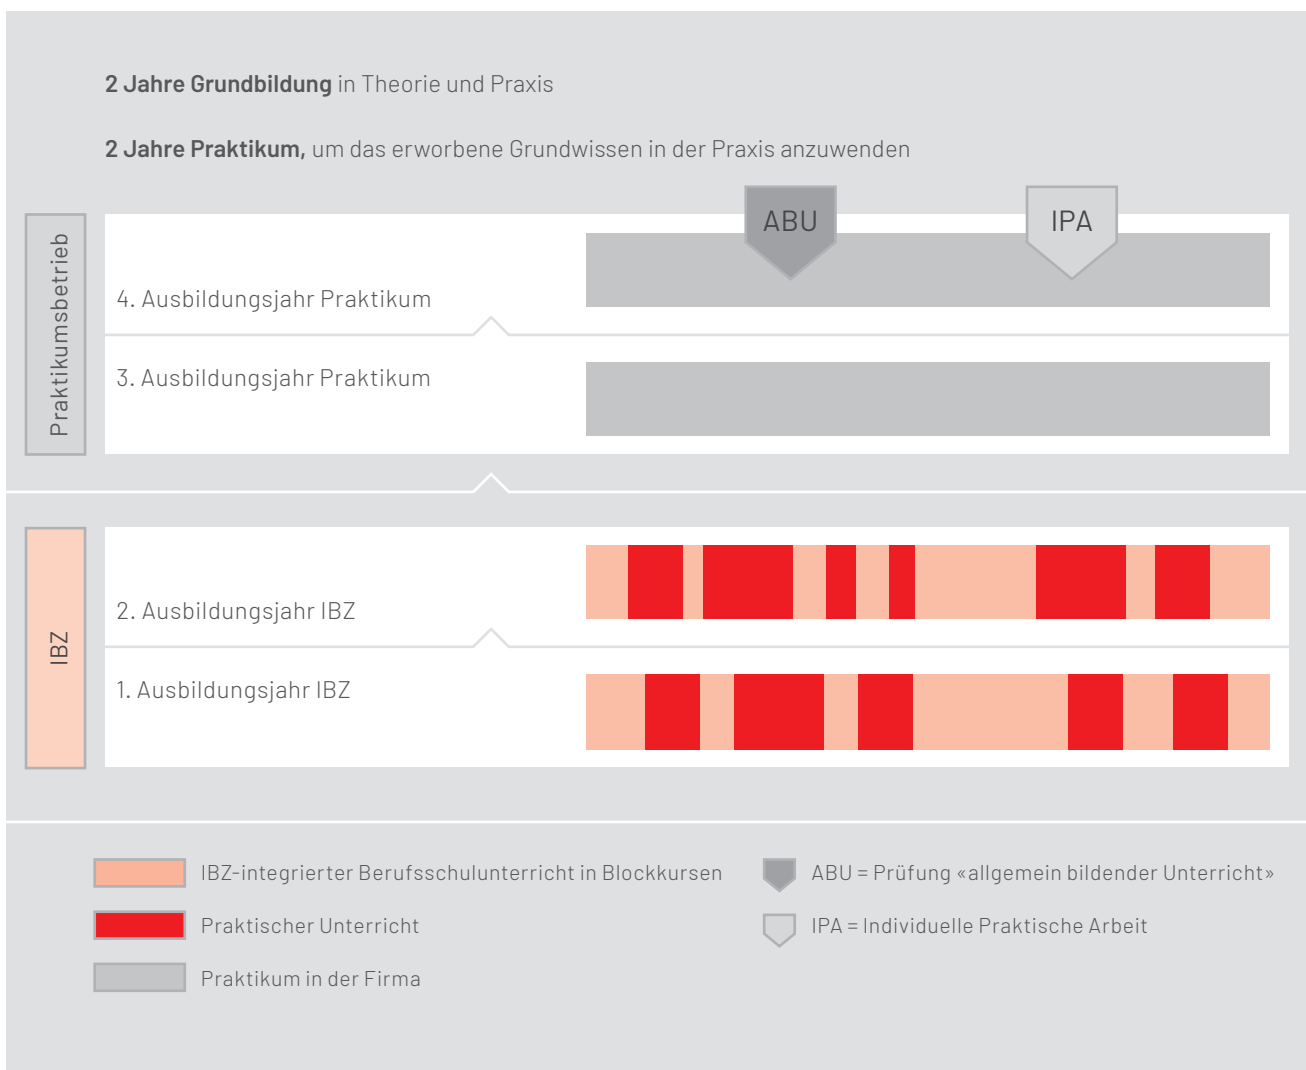 2 Jahre Grundbildung in Theorie und Praxis
2 Jahre Praktikum, um das erworbene Grundwissen in der Praxis anzuwenden
ABU
IPA
Praktikumsbetrieb
4. Ausbildungsjahr Praktikum
3. Ausbildungsjahr Praktikum
IBZ
2. Ausbildungsjahr IBZ
1. Ausbildungsjahr IBZ
IBZ-integrierter Berufsschulunterricht in Blockkursen
Praktischer Unterricht
Praktikum in der Firma
ABU = Prüfung «allgemein bildender Unterricht»
IPA = Individuelle Praktische Arbeit